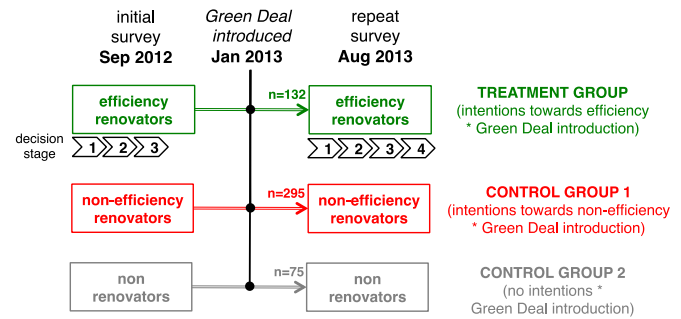 initial
survey
Sep 2012
Green Deal
introduced
Jan 2013
repeat
survey
Aug 2013
efficiency
renovators
n=132
efficiency
renovators
TREATMENT GROUP
(intentions towards efficiency
* Green Deal introduction)
decision
stage
1 2 3
1 2 3 4
non-efficiency
renovators
n=295
non-efficiency
renovators
CONTROL GROUP 1
(intentions towards non-efficiency
* Green Deal introduction)
non
renovators
n=75
non
renovators
CONTROL GROUP 2
(no intentions *
Green Deal introduction)